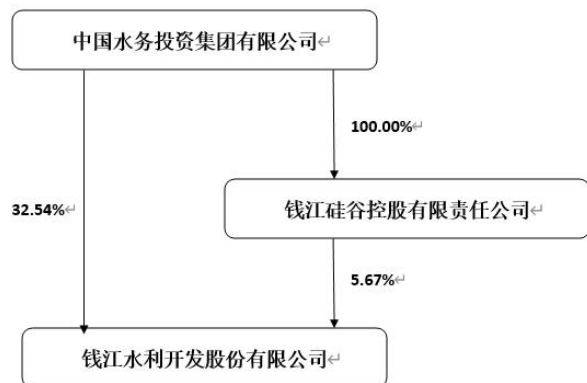 中国水务投资集团有限公司↵
100.00%↵
32.54%↵
钱江硅谷控股有限责任公司↵
5.67%↵
钱江水利开发股份有限公司↵